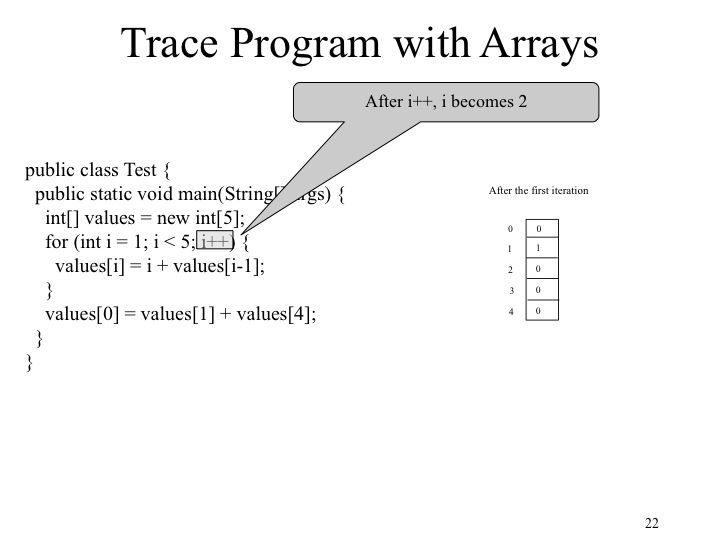 Trace Program with Arrays
After i++, i becomes 2
public class Test {
public static void main(String[] args) {
int[] values = new int[5];
for (int i = 1; i < 5; i++) {
values[i] = i + values[i-1];
}
values[0] = values[1] + values[4];
}
}
After the first iteration
0 0
1 1
2 0
3 0
4 0
22